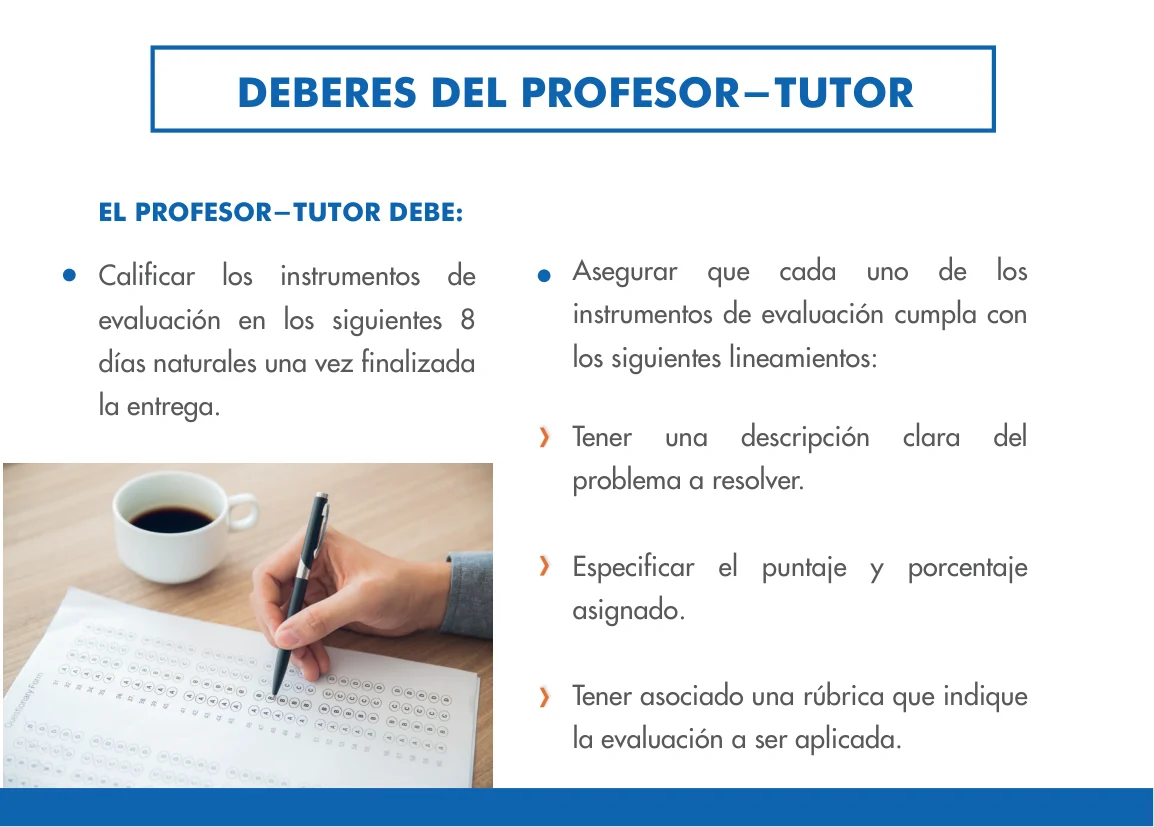 DEBERES DEL PROFESOR–TUTOR
EL PROFESOR–TUTOR DEBE:
Calificar los instrumentos de
evaluación en los siguientes 8
días naturales una vez finalizada
la entrega.
Asegurar que cada uno de los
instrumentos de evaluación cumpla con
los siguientes lineamientos:
Tener una descripción clara del
problema a resolver.
Especificar el puntaje y porcentaje
asignado.
Tener asociado una rúbrica que indique
la evaluación a ser aplicada.